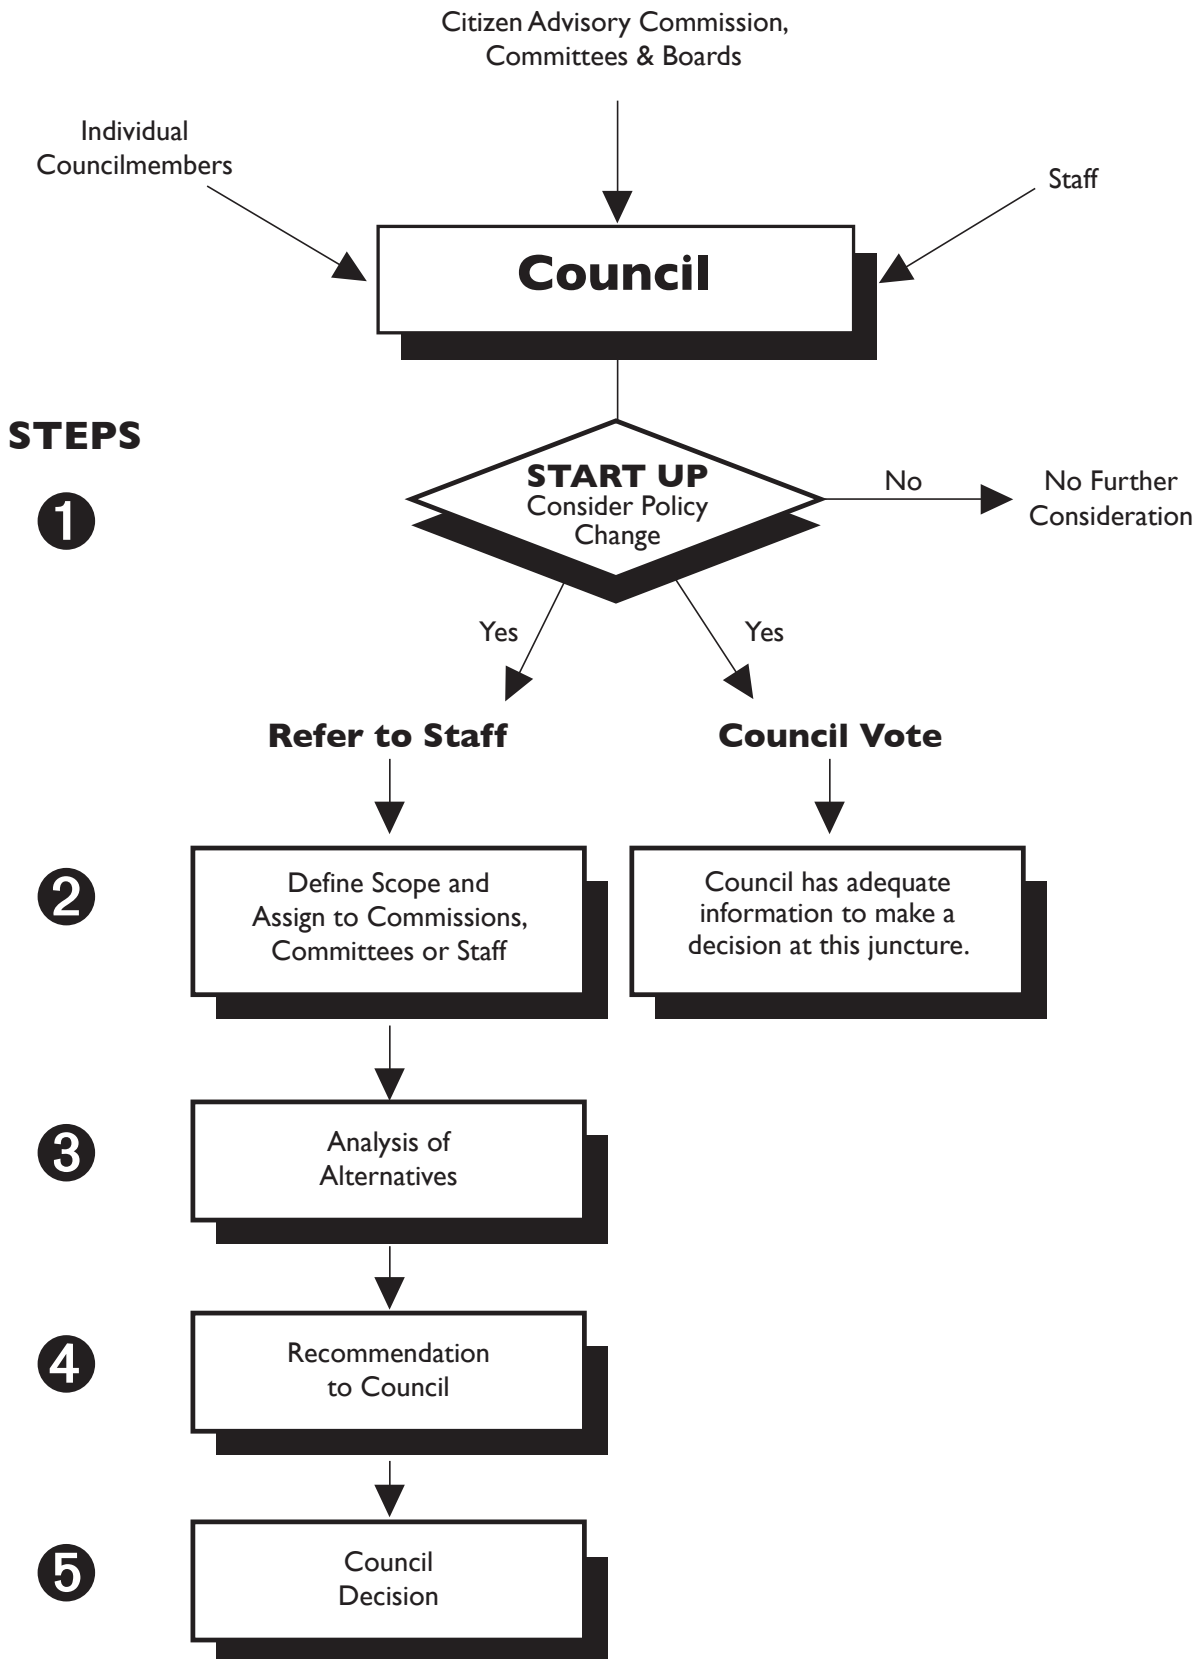 Citizen Advisory Commission,
Committees & Boards
Individual
Councilmembers
Staff
Council
STEPS
1
START UP
Consider Policy
Change
No
No Further
Consideration
Yes
Yes
Refer to Staff
Council Vote
2
Define Scope and
Assign to Commissions,
Committees or Staff
Council has adequate
information to make a
decision at this juncture.
3
Analysis of
Alternatives
4
Recommendation
to Council
5
Council
Decision